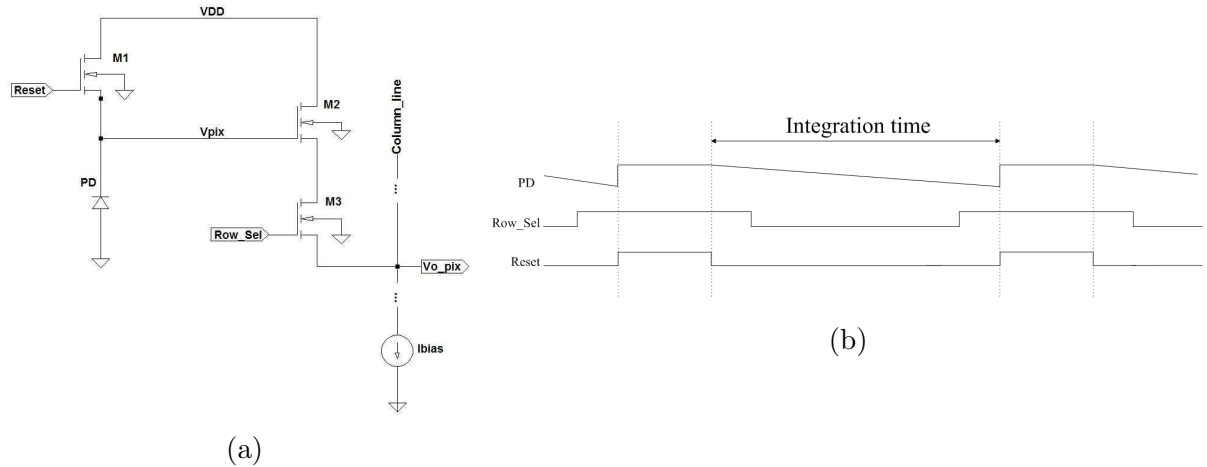 VDD
M1
Reset
M2
Vpix
Column_line
PD
...
M3
Row_Sel
Vo_pix
...
Ibias
(a)
Integration time
PD
Row_Sel
Reset
(b)